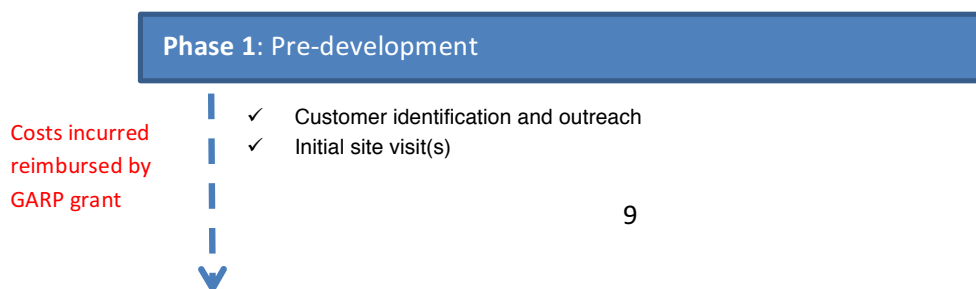 Phase 1: Pre-development
Costs incurred
reimbursed by
GARP grant
✓ Customer identification and outreach
✓ Initial site visit(s)
9